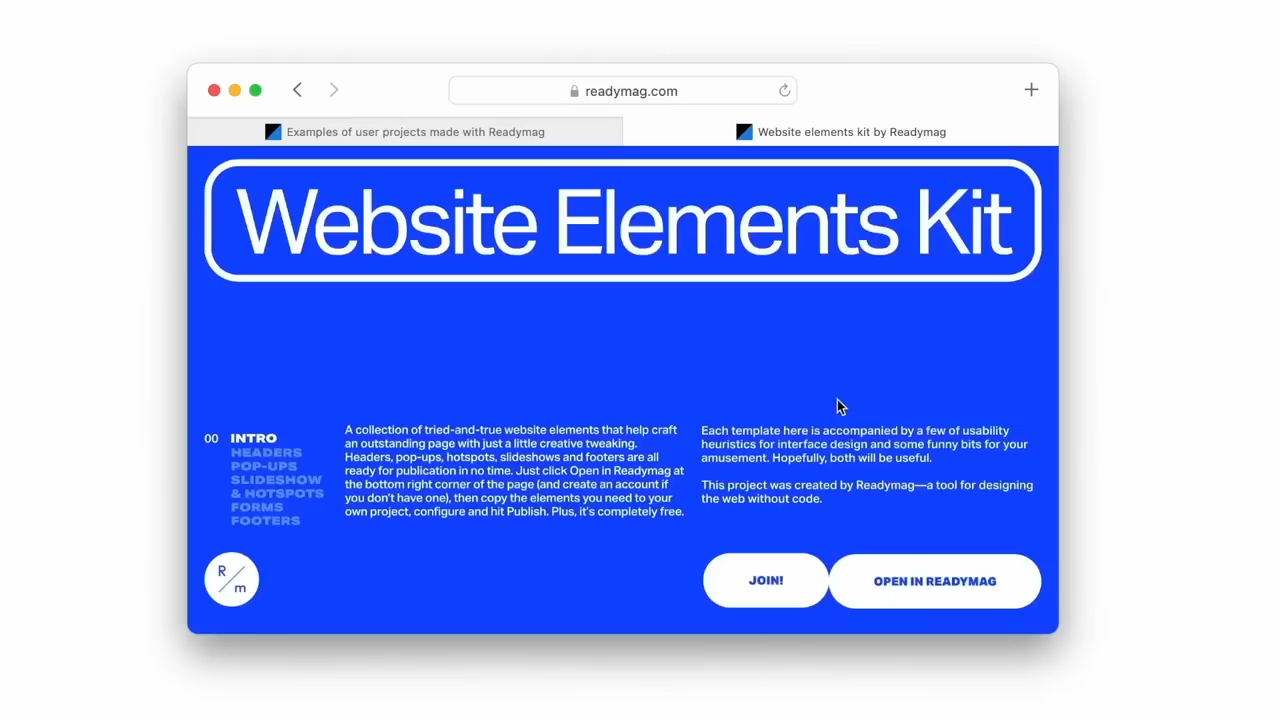 readymag.com
Examples of user projects made with Readymag
Website elements kit by Readymag
Website Elements Kit
00 INTRO
HEADERS
POP-UPS
SLIDESHOW
& HOTSPOTS
FORMS
FOOTERS
A collection of tried-and-true website elements that help craft
an outstanding page with just a little creative tweaking.
Headers, pop-ups, hotspots, slideshows and footers are all
ready for publication in no time. Just click Open in Readymag at
the bottom right corner of the page (and create an account if
you don't have one), then copy the elements you need to your
own project, configure and hit Publish. Plus, it's completely free.
Each template here is accompanied by a few of usability
heuristics for interface design and some funny bits for your
amusement. Hopefully, both will be useful.
This project was created by Readymag—a tool for designing
the web without code.
R/m
JOIN!
OPEN IN READYMAG